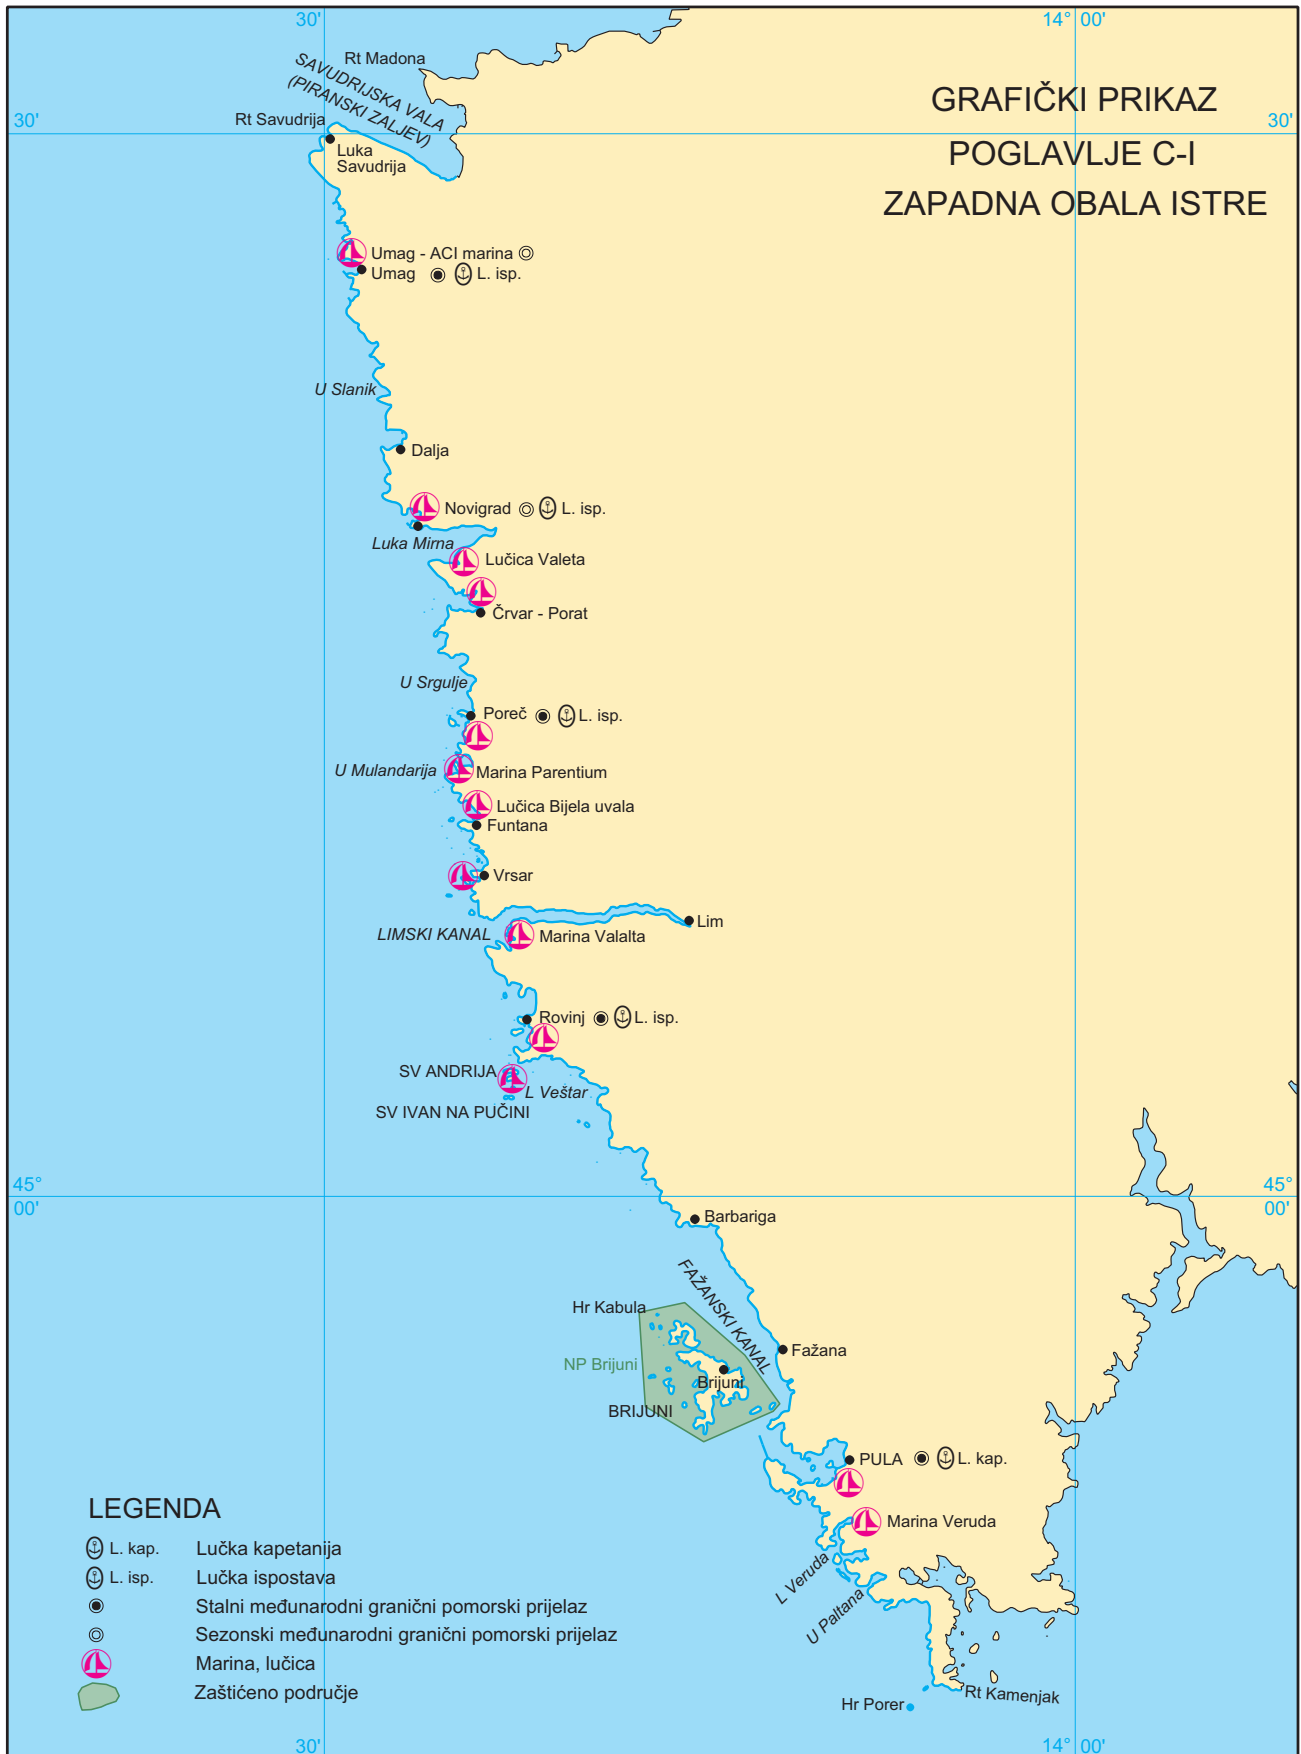 30'
14° 00'
Rt Madona
SAVUDRIJSKA VALA
(PIRANSKI ZALJEV)
GRAFIČKI PRIKAZ
POGLAVLJE C-I
ZAPADNA OBALA ISTRE
Rt Savudrija
30'
30'
Luka
Savudrija
Umag - ACI marina
Umag
L. isp.
U Slanik
Dalja
Novigrad
L. isp.
Luka Mirna
Lučica Valeta
Črvar - Porat
U Srgulje
Poreč
L. isp.
U Mulandarija
Marina Parentium
Lučica Bijela uvala
Funtana
Vrsar
Lim
LIMSKI KANAL
Marina Valalta
Rovinj
L. isp.
SV ANDRIJA
L Veštar
SV IVAN NA PUČINI
45°
00'
45°
00'
Barbariga
FAŽANSKI KANAL
Hr Kabula
Fažana
NP Brijuni
Brijuni
BRIJUNI
PULA
L. kap.
Marina Veruda
L Veruda
U Paltana
Rt Kamenjak
Hr Porer
LEGENDA
L. kap. Lučka kapetanija
L. isp. Lučka ispostava
Stalni međunarodni granični pomorski prijelaz
Sezonski međunarodni granični pomorski prijelaz
Marina, lučica
Zaštićeno područje
30'
14° 00'